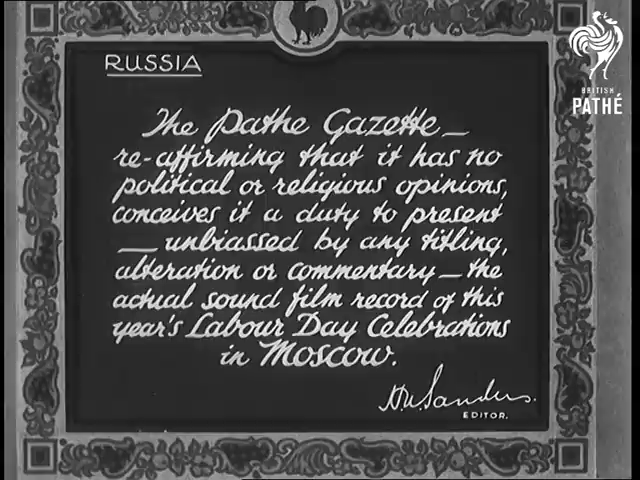 RUSSIA
BRITISH
PATHÉ
The Pathe Gazette —
re-affirming that it has no
political or religious opinions,
conceives it a duty to present
— unbiassed by any titling,
alteration or commentary — the
actual sound film record of this
year's Labour Day Celebrations
in Moscow.
H.W. Sanders.
EDITOR.